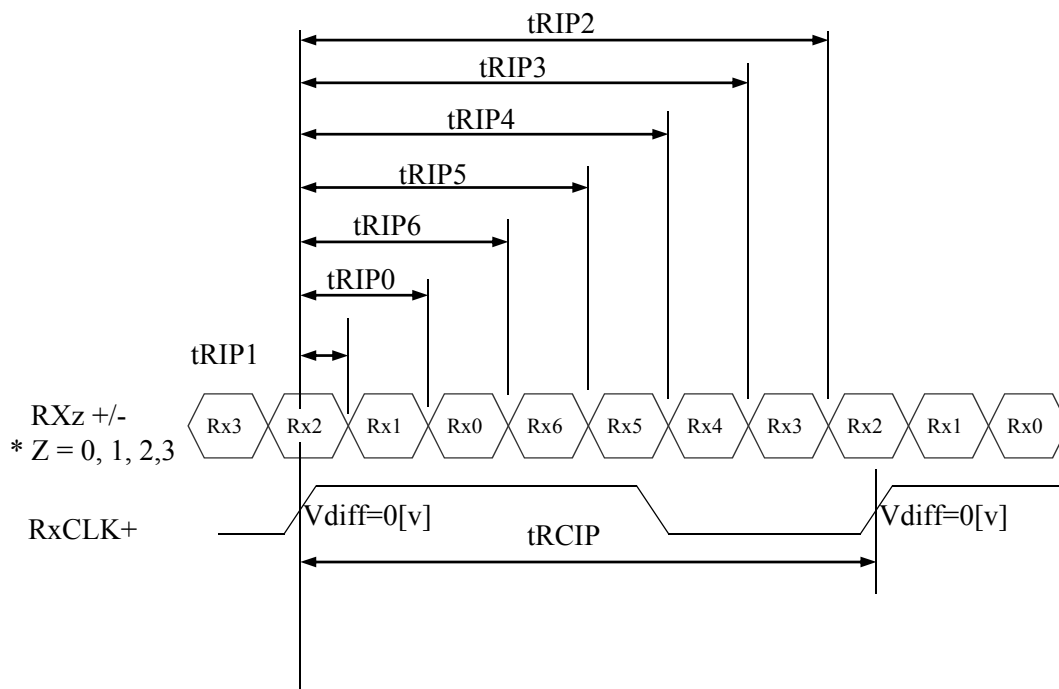 tRIP2
tRIP3
tRIP4
tRIP5
tRIP6
tRIP0
tRIP1
RXz +/-
* Z = 0, 1, 2,3
Rx3 Rx2 Rx1 Rx0 Rx6 Rx5 Rx4 Rx3 Rx2 Rx1 Rx0
RxCLK+
Vdiff=0[v] Vdiff=0[v]
tRCIP